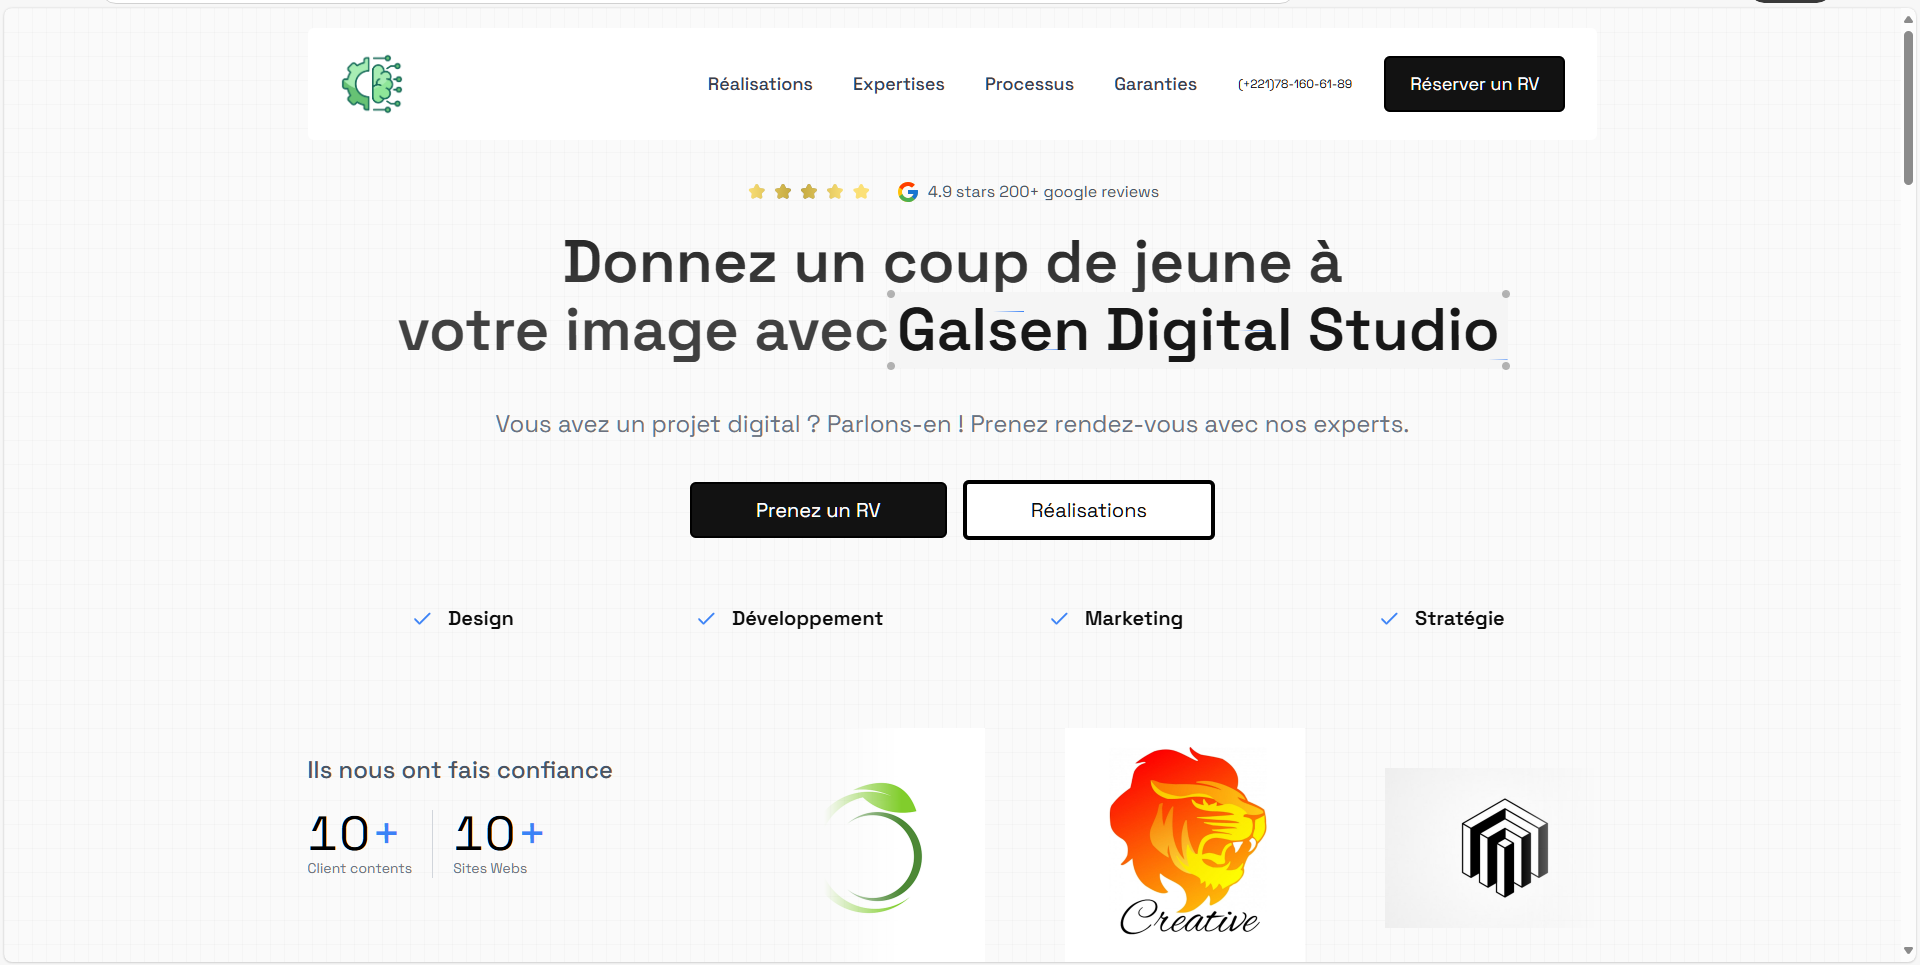 Réalisations
Expertises
Processus
Garanties
(+221)78-160-61-89
Réserver un RV
4.9 stars 200+ google reviews
Donnez un coup de jeune à
votre image avec Galsen Digital Studio
Vous avez un projet digital ? Parlons-en ! Prenez rendez-vous avec nos experts.
Prenez un RV
Réalisations
Design
Développement
Marketing
Stratégie
Ils nous ont fais confiance
10+
Client contents
10+
Sites Webs
Creative